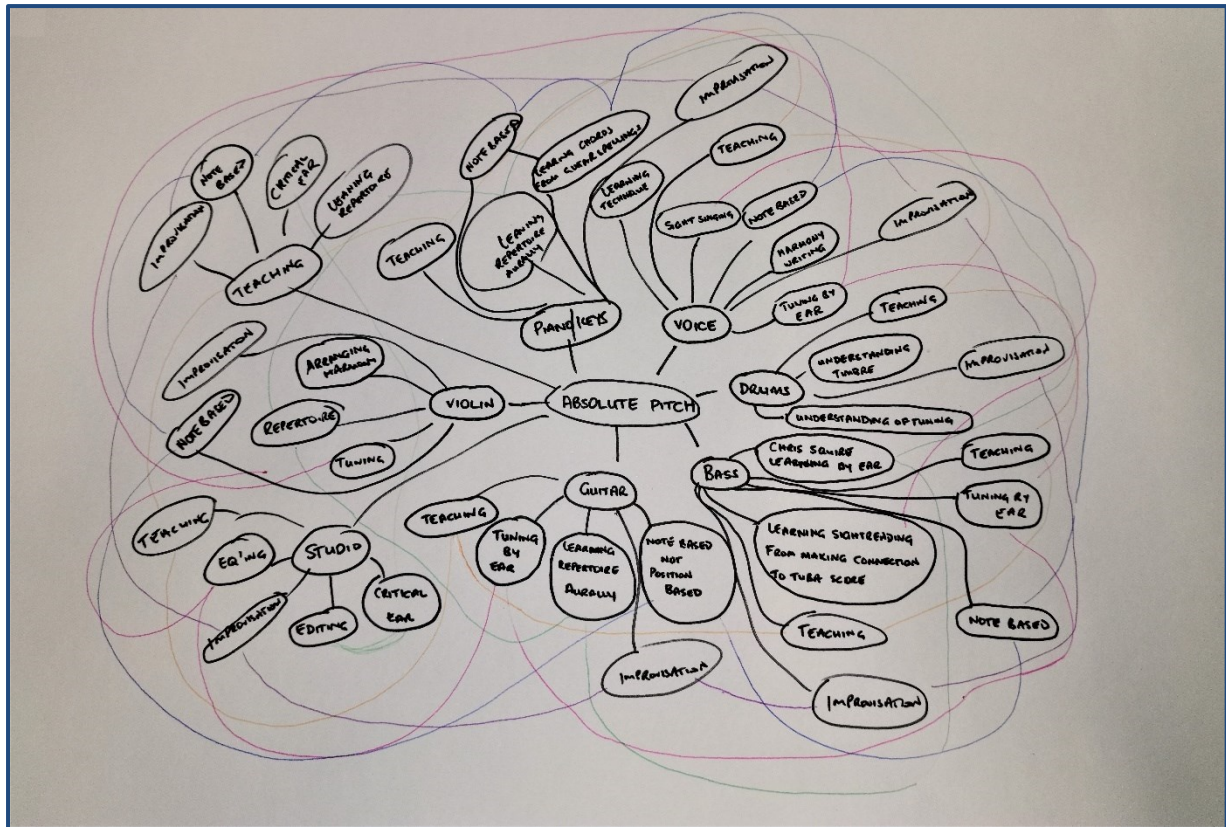 ABSOLUTE PITCH
PIANO/KEYS
TEACHING
NOTE BASED
LEANING
REPERTOIRE
AURALLY
LEARING CHORDS
FROM GUITAR SPELLINGS
IMPROVISATION
VOICE
LEARNING
TECHNIQUE
TEACHING
SIGHT SINGING
NOTE BASED
HARMONY
WRITING
IMPROVISATION
TUNING BY
EAR
DRUMS
TEACHING
UNDERSTANDING
TIMBRE
IMPROVISATION
UNDERSTANDING OF TUNING
BASS
CHRIS SQUIRE
LEARNING BY EAR
TEACHING
TUNING BY
EAR
LEARNING SIGHTREADING
FROM MAKING CONNECTION
TO TUBA SCORE
NOTE BASED
TEACHING
IMPROVISATION
GUITAR
TEACHING
TUNING
BY
EAR
LEARNING
REPERTOIRE
AURALLY
NOTE BASED
NOT
POSITION
BASED
IMPROVISATION
STUDIO
TEACHING
EQ'ING
IMPROVISATION
EDITING
CRITICAL
EAR
VIOLIN
IMPROVISATION
ARRANGING
HARMONY
REPERTOIRE
NOTE BASED
TUNING
TEACHING
IMPROVISATION
NOTE
BASED
CRITICAL
EAR
LEANING
REPERTOIRE